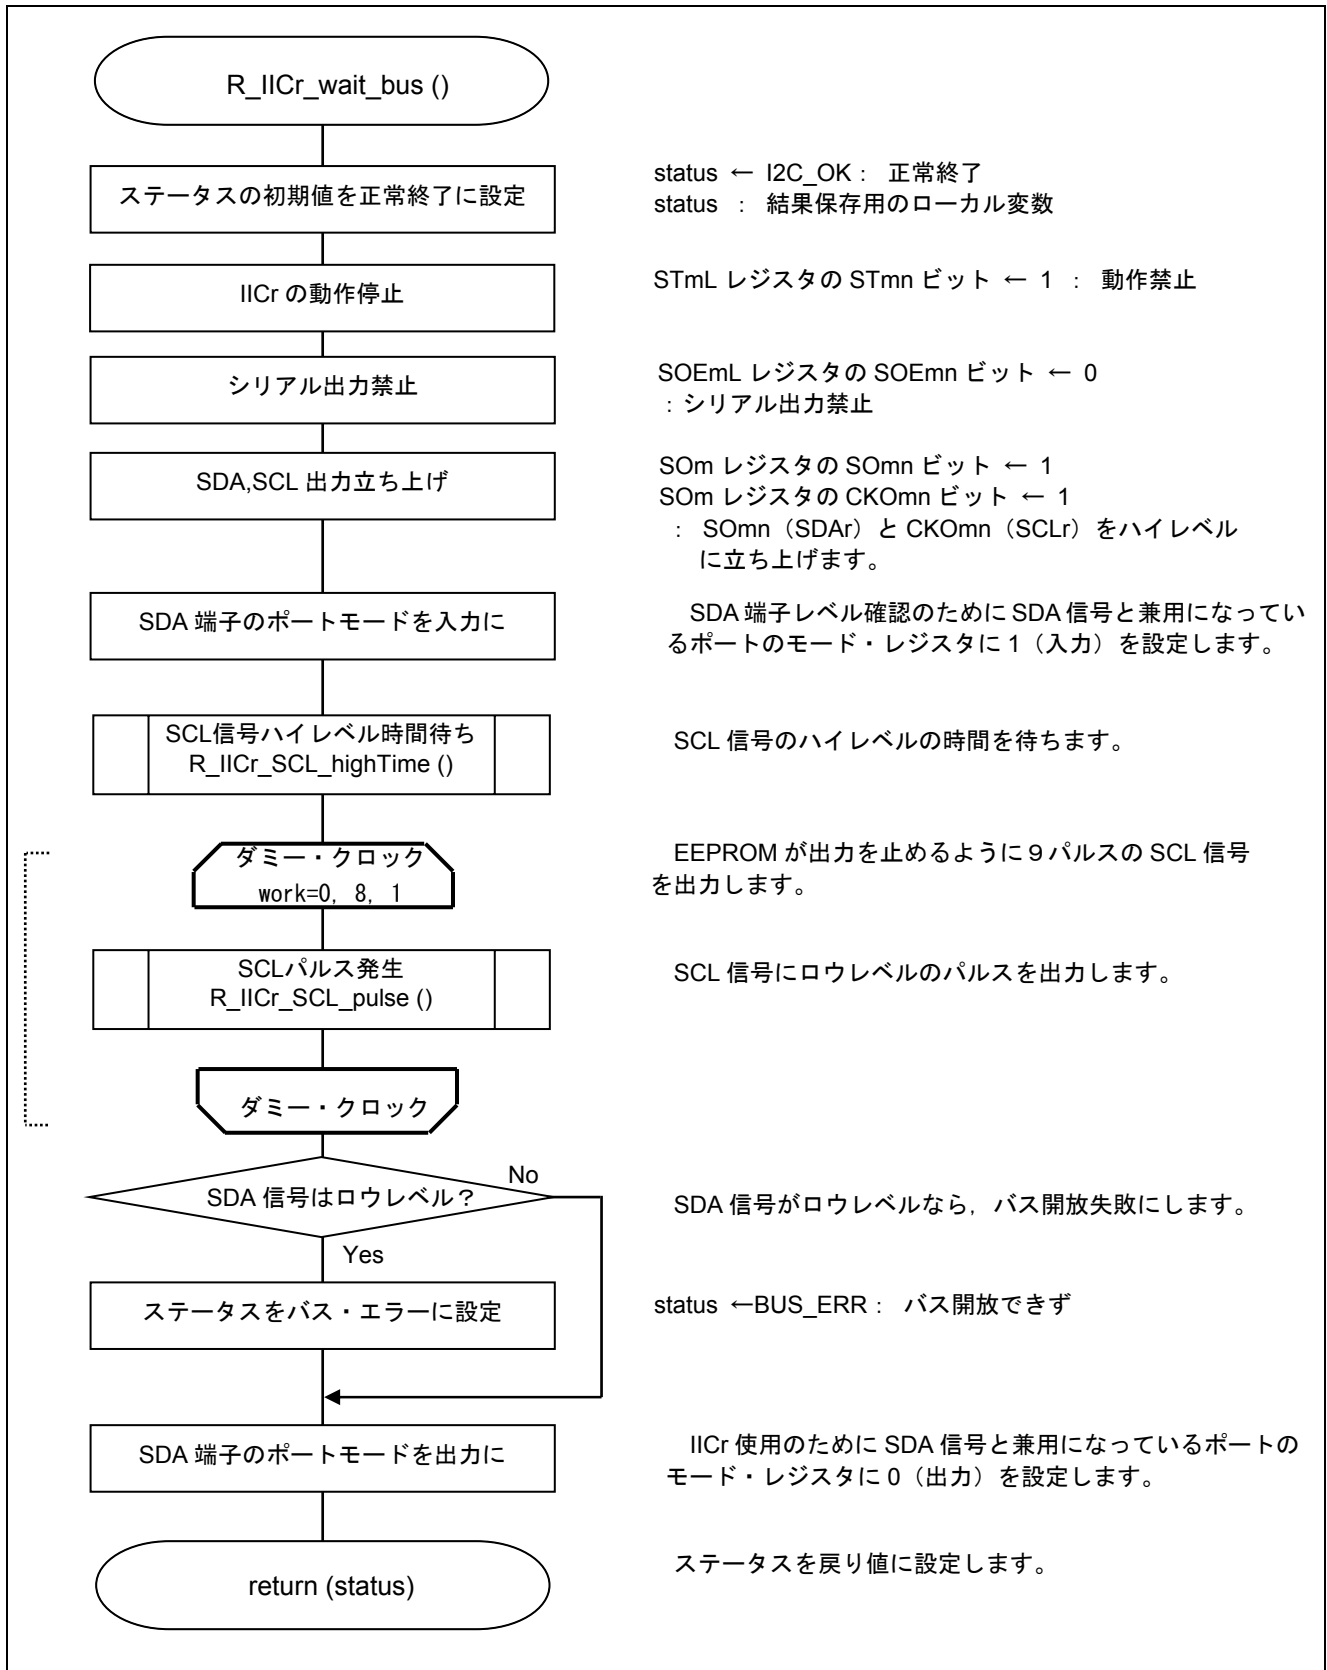 R_IICr_wait_bus ()
ステータスの初期値を正常終了に設定
status ← I2C_OK： 正常終了
status ： 結果保存用のローカル変数
IICr の動作停止
STmL レジスタの STmn ビット ← 1 ： 動作禁止
シリアル出力禁止
SOEmL レジスタの SOEmn ビット ← 0
：シリアル出力禁止
SDA,SCL 出力立ち上げ
SOm レジスタの SOmn ビット ← 1
SOm レジスタの CKOmn ビット ← 1
： SOmn（SDAr）と CKOmn（SCLr）をハイレベル
に立ち上げます。
SDA 端子のポートモードを入力に
SDA 端子レベル確認のために SDA 信号と兼用になってい
るポートのモード・レジスタに 1（入力）を設定します。
SCL信号ハイレベル時間待ち
R_IICr_SCL_highTime ()
SCL 信号のハイレベルの時間を待ちます。
ダミー・クロック
work=0, 8, 1
EEPROM が出力を止めるように９パルスの SCL 信号
を出力します。
SCLパルス発生
R_IICr_SCL_pulse ()
SCL 信号にロウレベルのパルスを出力します。
ダミー・クロック
SDA 信号はロウレベル？
No
SDA 信号がロウレベルなら，バス開放失敗にします。
Yes
ステータスをバス・エラーに設定
status ←BUS_ERR： バス開放できず
SDA 端子のポートモードを出力に
IICr 使用のために SDA 信号と兼用になっているポートの
モード・レジスタに 0（出力）を設定します。
return (status)
ステータスを戻り値に設定します。